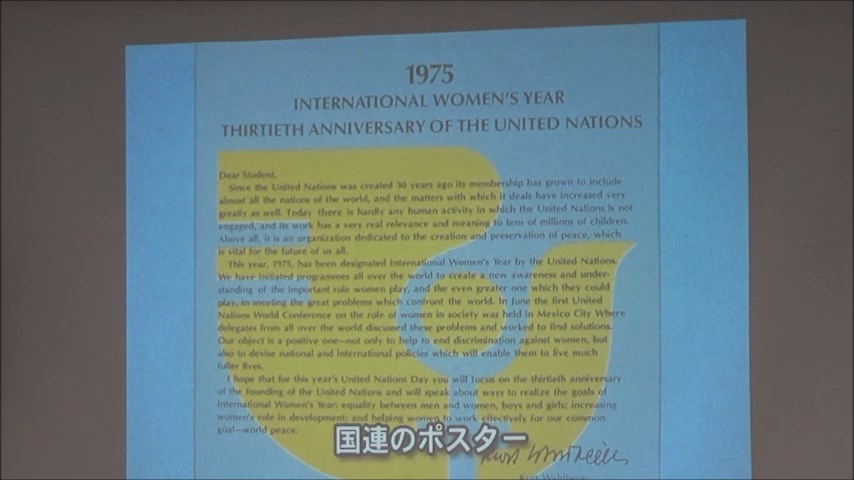 1975
INTERNATIONAL WOMEN'S YEAR
THIRTIETH ANNIVERSARY OF THE UNITED NATIONS
Dear Student,
Since the United Nations was created 30 years ago its membership has grown to include
almost all the nations of the world, and the matters with which it deals have increased very
greatly as well. Today there is hardly any human activity in which the United Nations is not
engaged, and its work has a very real relevance and meaning to tens of millions of children.
Above all, it is an organization dedicated to the creation and preservation of peace, which
is vital for the future of us all.
This year, 1975, has been designated International Women's Year by the United Nations.
We have initiated programmes all over the world to create a new awareness and under-
standing of the important role women play, and the even greater one which they could
play, in meeting the great problems which confront the world. In June the first United
Nations World Conference on the role of women in society was held in Mexico City Where
delegates from all over the world discussed these problems and worked to find solutions.
Our object is a positive one—not only to help to end discrimination against women, but
also to devise national and international policies which will enable them to live much
fuller lives.
I hope that for this year's United Nations Day you will focus on the thirtieth anniversary
of the founding of the United Nations and will speak about ways to realize the goals of
International Women's Year: equality between men and women, boys and girls; increasing
women's role in development; and helping women to work effectively for our common
goal—world peace.
国連のポスター
Kurt Waldheim